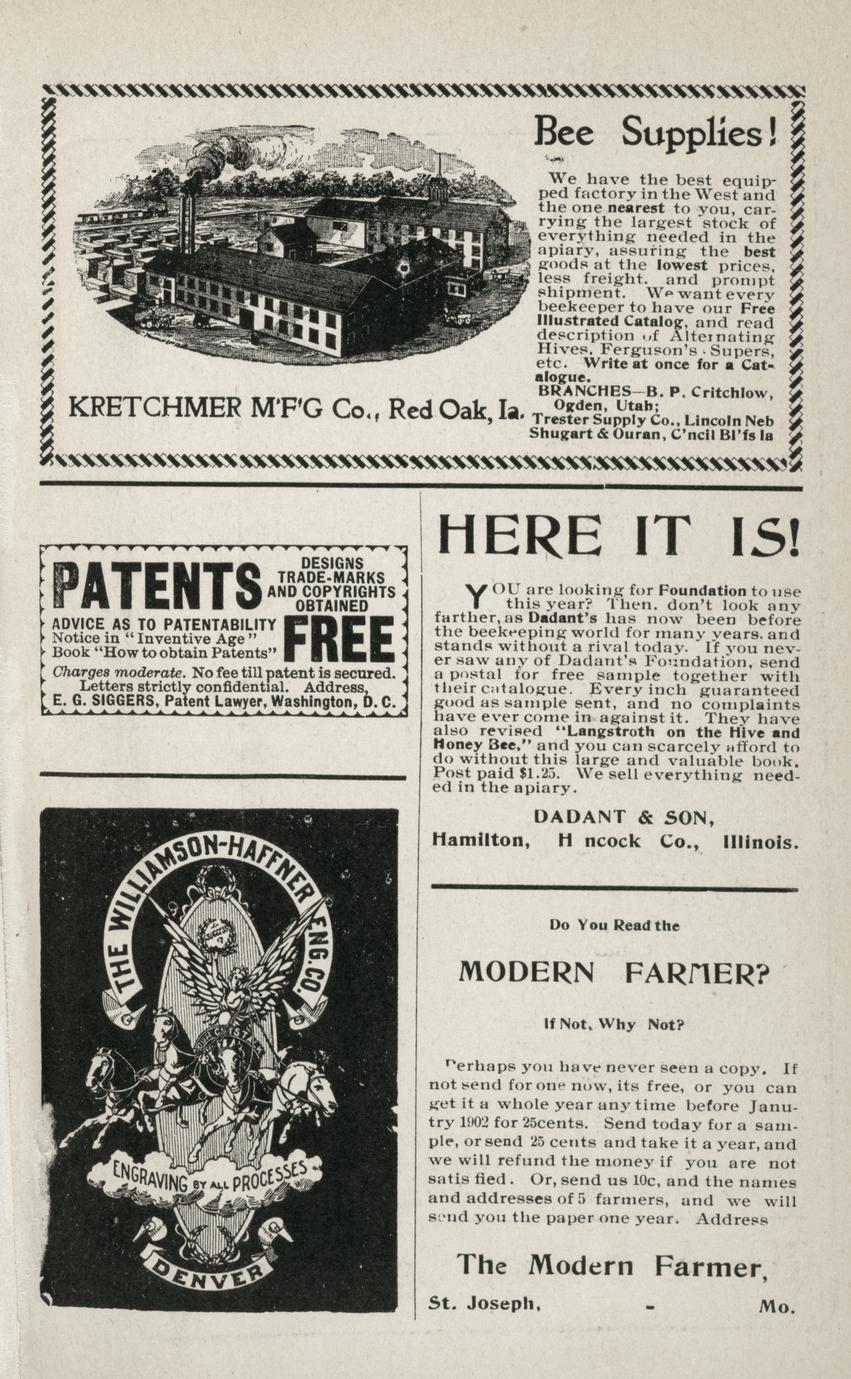 Bee Supplies!
We have the best equip-
ped factory in the West and
the one nearest to you, car-
rying the largest stock of
everything needed in the
apiary, assuring the best
goods at the lowest prices,
less freight. and prompt
shipment. We want every
beekeeper to have our Free
Illustrated Catalog, and read
description of Alternating
Hives, Ferguson's Supers,
etc. Write at once for a Cat-
alogue.
BRANCHES—B. P. Critchlow,
Ogden, Utah;
Trester Supply Co., Lincoln Neb
Shugart & Ouran, C'ncil Bl'fs Ia
KRETCHMER M'F'G Co., Red Oak, Ia.
PATENTS
DESIGNS
TRADE-MARKS
AND COPYRIGHTS
OBTAINED
ADVICE AS TO PATENTABILITY
Notice in "Inventive Age"
Book "How to obtain Patents"
FREE
Charges moderate. No fee till patent is secured.
Letters strictly confidential. Address,
E. G. SIGGERS, Patent Lawyer, Washington, D. C.
THE WILLIAMSON-HAFFNER ENG. CO.
ENGRAVING BY ALL PROCESSES
DENVER
HERE IT IS!
YOU are looking for Foundation to use
this year? Then, don't look any
farther, as Dadant's has now been before
the beekeeping world for many years. and
stands without a rival today. If you nev-
er saw any of Dadant's Foundation, send
a postal for free sample together with
their catalogue. Every inch guaranteed
good as sample sent, and no complaints
have ever come in against it. They have
also revised "Langstroth on the Hive and
Honey Bee," and you can scarcely afford to
do without this large and valuable book.
Post paid $1.25. We sell everything need-
ed in the apiary.
DADANT & SON,
Hamilton, H ncock Co., Illinois.
Do You Read the
MODERN FARMER?
If Not, Why Not?
Perhaps you have never seen a copy. If
not send for one now, its free, or you can
get it a whole year any time before Janu-
try 1902 for 25cents. Send today for a sam-
ple, or send 25 cents and take it a year, and
we will refund the money if you are not
satis fied. Or, send us 10c, and the names
and addresses of 5 farmers, and we will
send you the paper one year. Address
The Modern Farmer,
St. Joseph, - Mo.